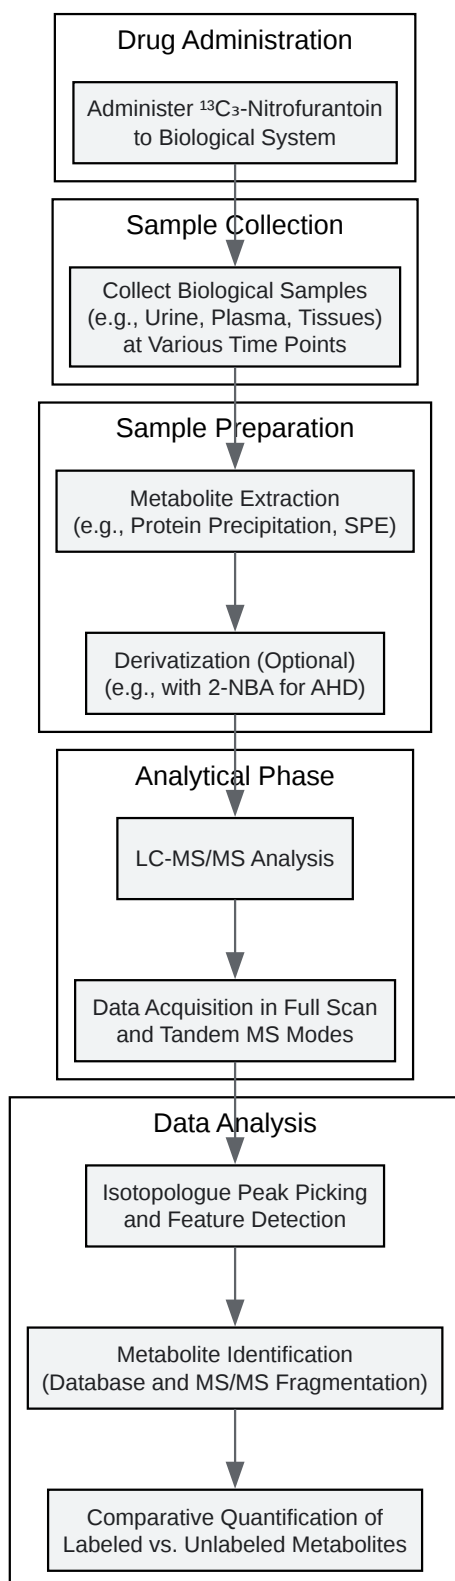 Drug Administration
Administer ¹³C₃-Nitrofurantoin
to Biological System
Sample Collection
Collect Biological Samples
(e.g., Urine, Plasma, Tissues)
at Various Time Points
Sample Preparation
Metabolite Extraction
(e.g., Protein Precipitation, SPE)
Derivatization (Optional)
(e.g., with 2-NBA for AHD)
Analytical Phase
LC-MS/MS Analysis
Data Acquisition in Full Scan
and Tandem MS Modes
Data Analysis
Isotopologue Peak Picking
and Feature Detection
Metabolite Identification
(Database and MS/MS Fragmentation)
Comparative Quantification of
Labeled vs. Unlabeled Metabolites